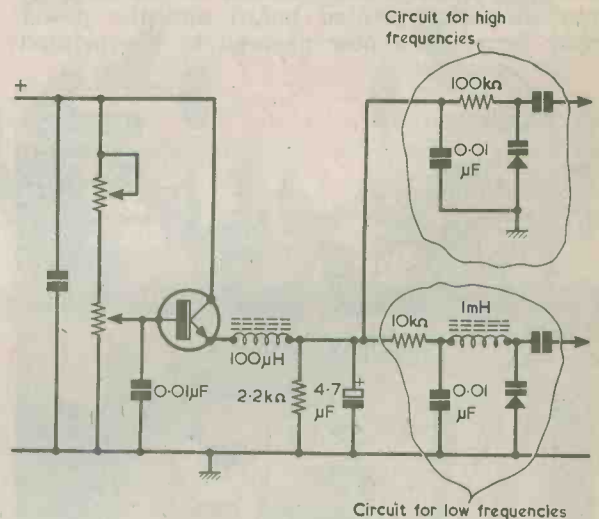 Circuit for high
frequencies
+
100kΩ
0·01
µF
1mH
10kΩ
100µH
0·01µF
2·2kΩ
4·7
µF
+
0·01
µF
Circuit for low frequencies